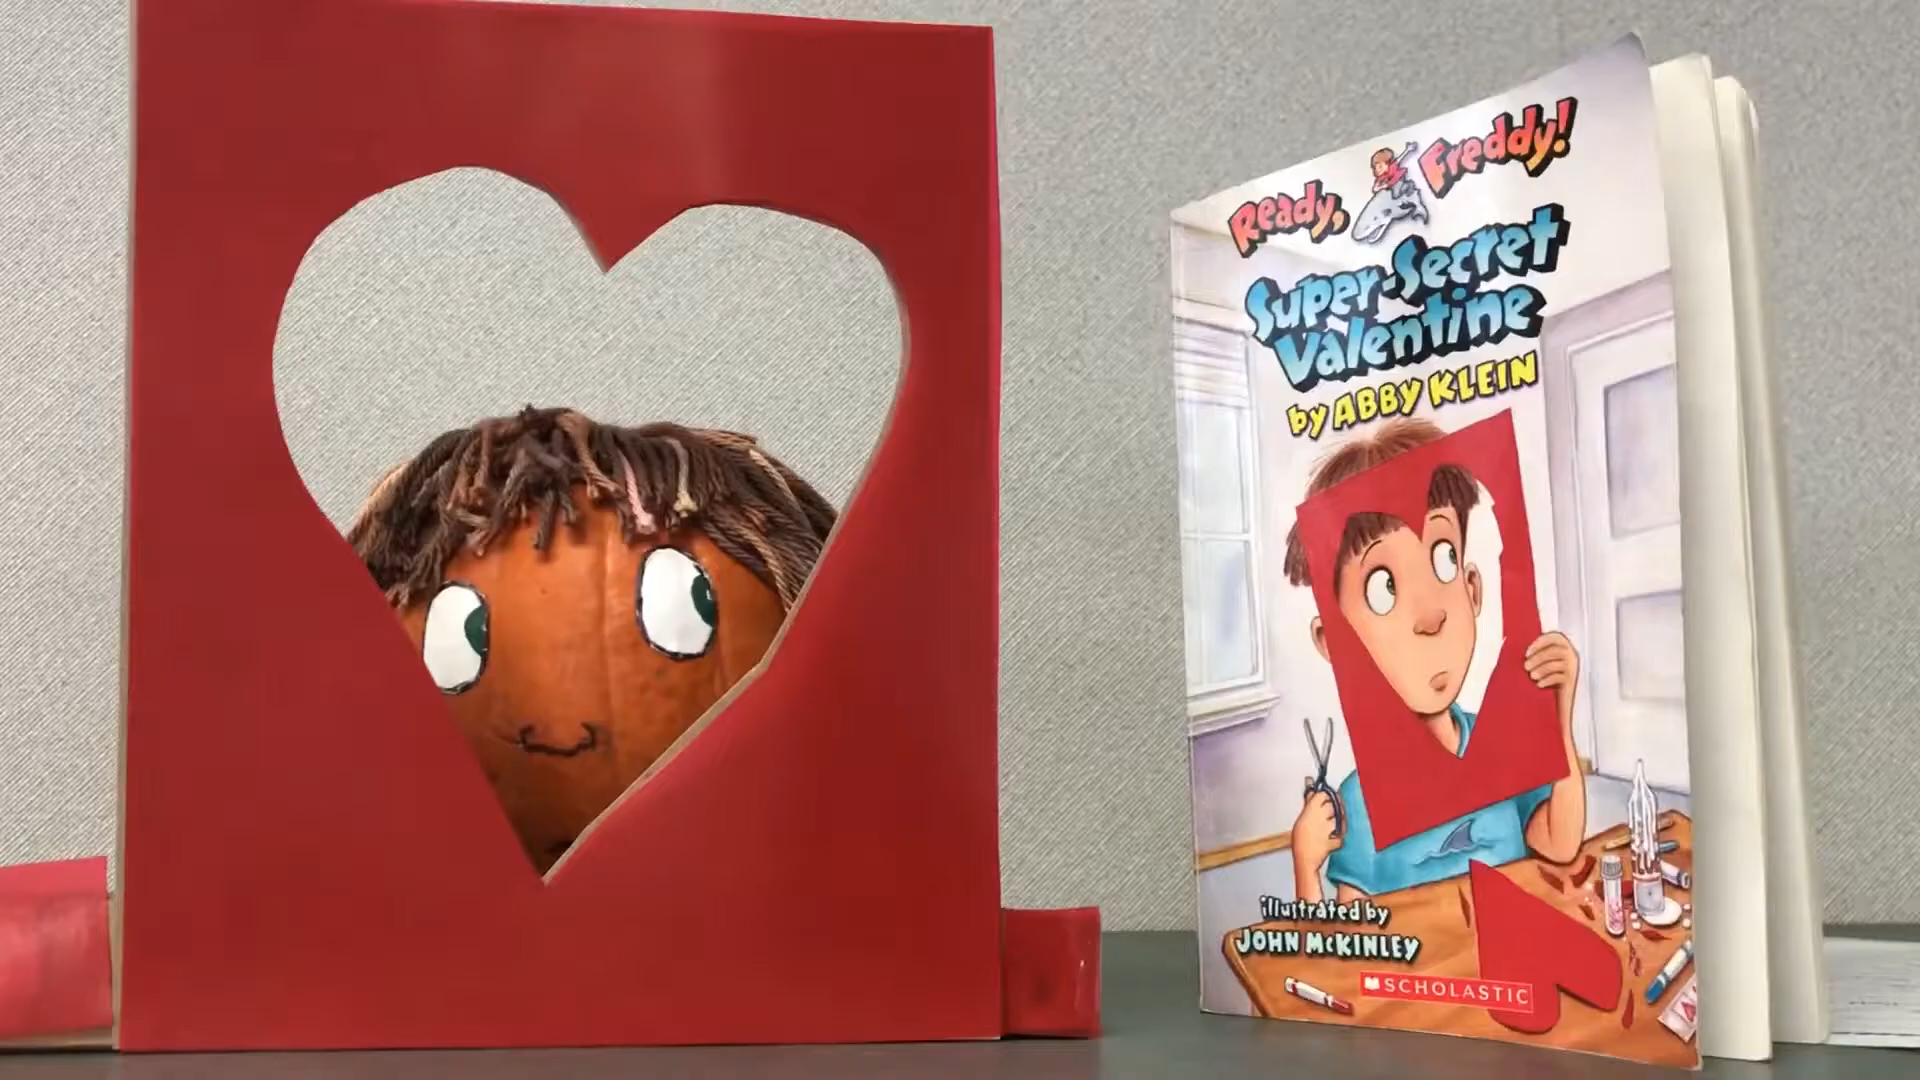 Ready, Freddy!
Super-Secret
Valentine
by ABBY KLEIN
illustrated by
JOHN McKINLEY
SCHOLASTIC